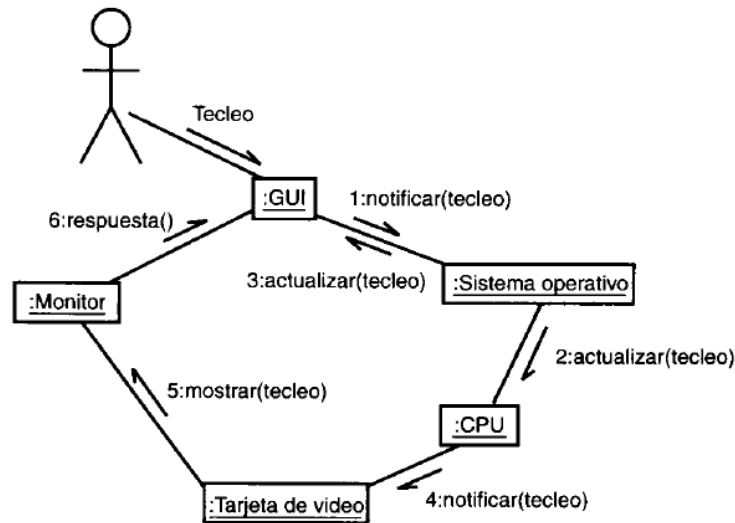 Tecleo
:GUI
1:notificar(tecleo)
6:respuesta()
3:actualizar(tecleo)
:Sistema operativo
:Monitor
2:actualizar(tecleo)
5:mostrar(tecleo)
:CPU
:Tarjeta de video
4:notificar(tecleo)